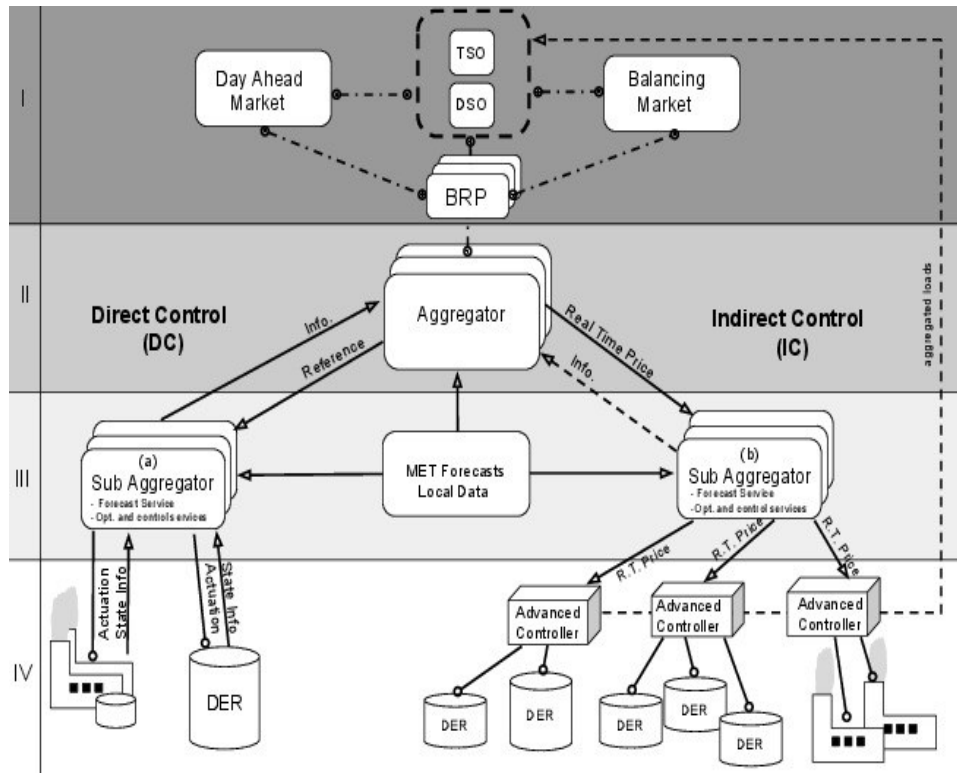 I
TSO
DSO
Day Ahead
Market
Balancing
Market
BRP
II
Direct Control
(DC)
Info.
Reference
Aggregator
Real Time Price
Info.
Indirect Control
(IC)
aggregated loads
III
(a)
Sub Aggregator
- Forecast Service
- Opt. and control services
MET Forecasts
Local Data
(b)
Sub Aggregator
- Forecast Service
- Opt. and control services
R.T. Price
R.T. Price
R.T. Price
IV
Actuation
State Info
Actuation
State Info
DER
Advanced
Controller
Advanced
Controller
Advanced
Controller
DER
DER
DER
DER
DER